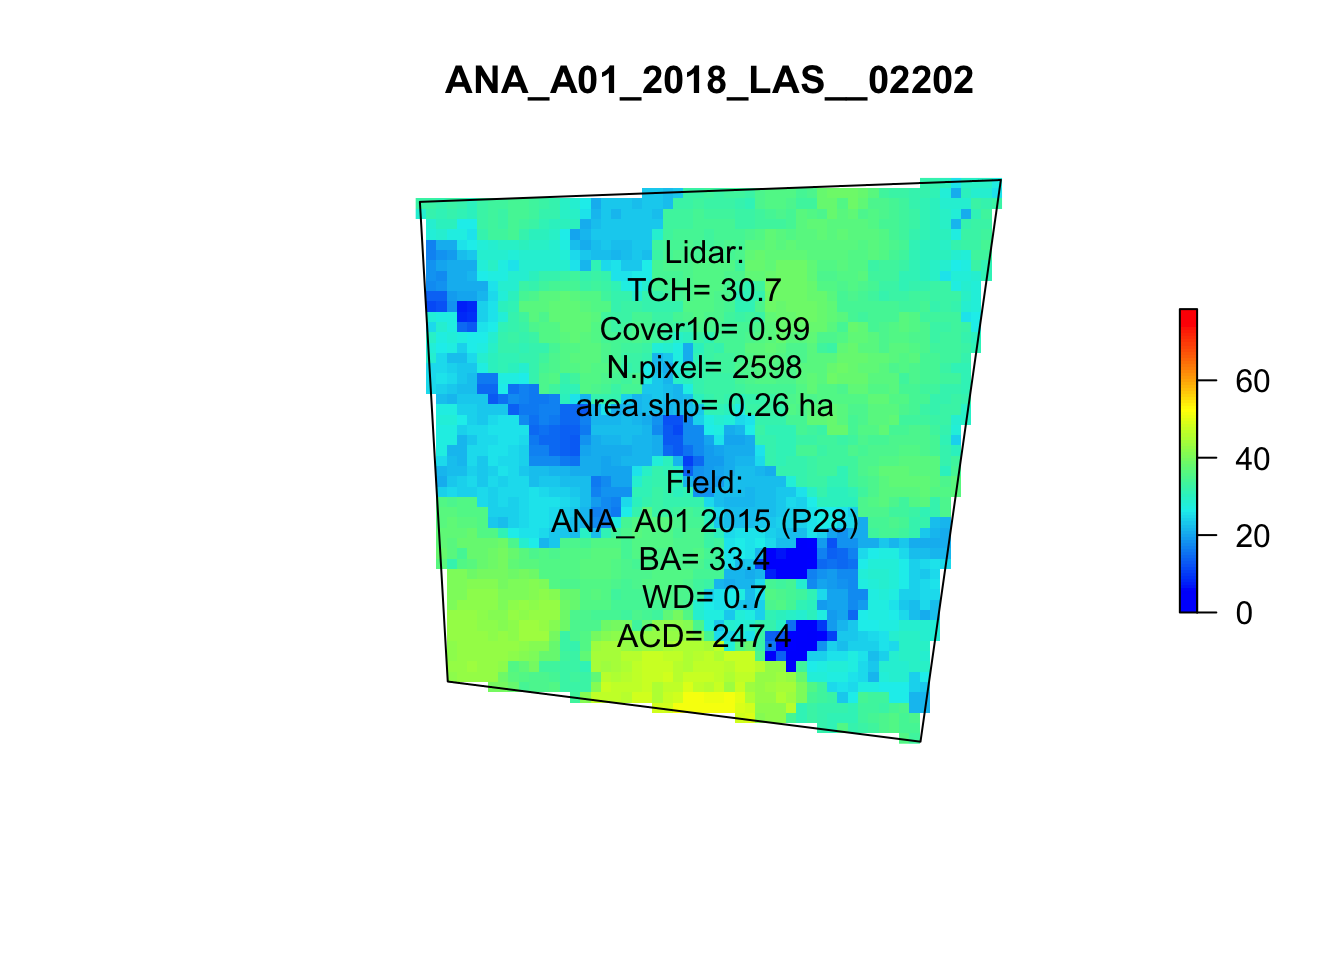 ANA_A01_2018_LAS__02202
Lidar:
TCH= 30.7
Cover10= 0.99
N.pixel= 2598
area.shp= 0.26 ha
Field:
ANA_A01 2015 (P28)
BA= 33.4
WD= 0.7
ACD= 247.4
60
40
20
0